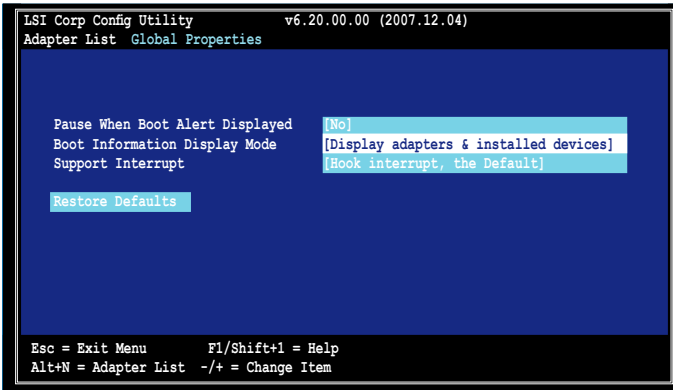 LSI Corp Config Utility v6.20.00.00 (2007.12.04)
Adapter List Global Properties
Pause When Boot Alert Displayed [No]
Boot Information Display Mode [Display adapters & installed devices]
Support Interrupt [Hook interrupt, the Default]
Restore Defaults
Esc = Exit Menu F1/Shift+1 = Help
Alt+N = Adapter List -/+ = Change Item